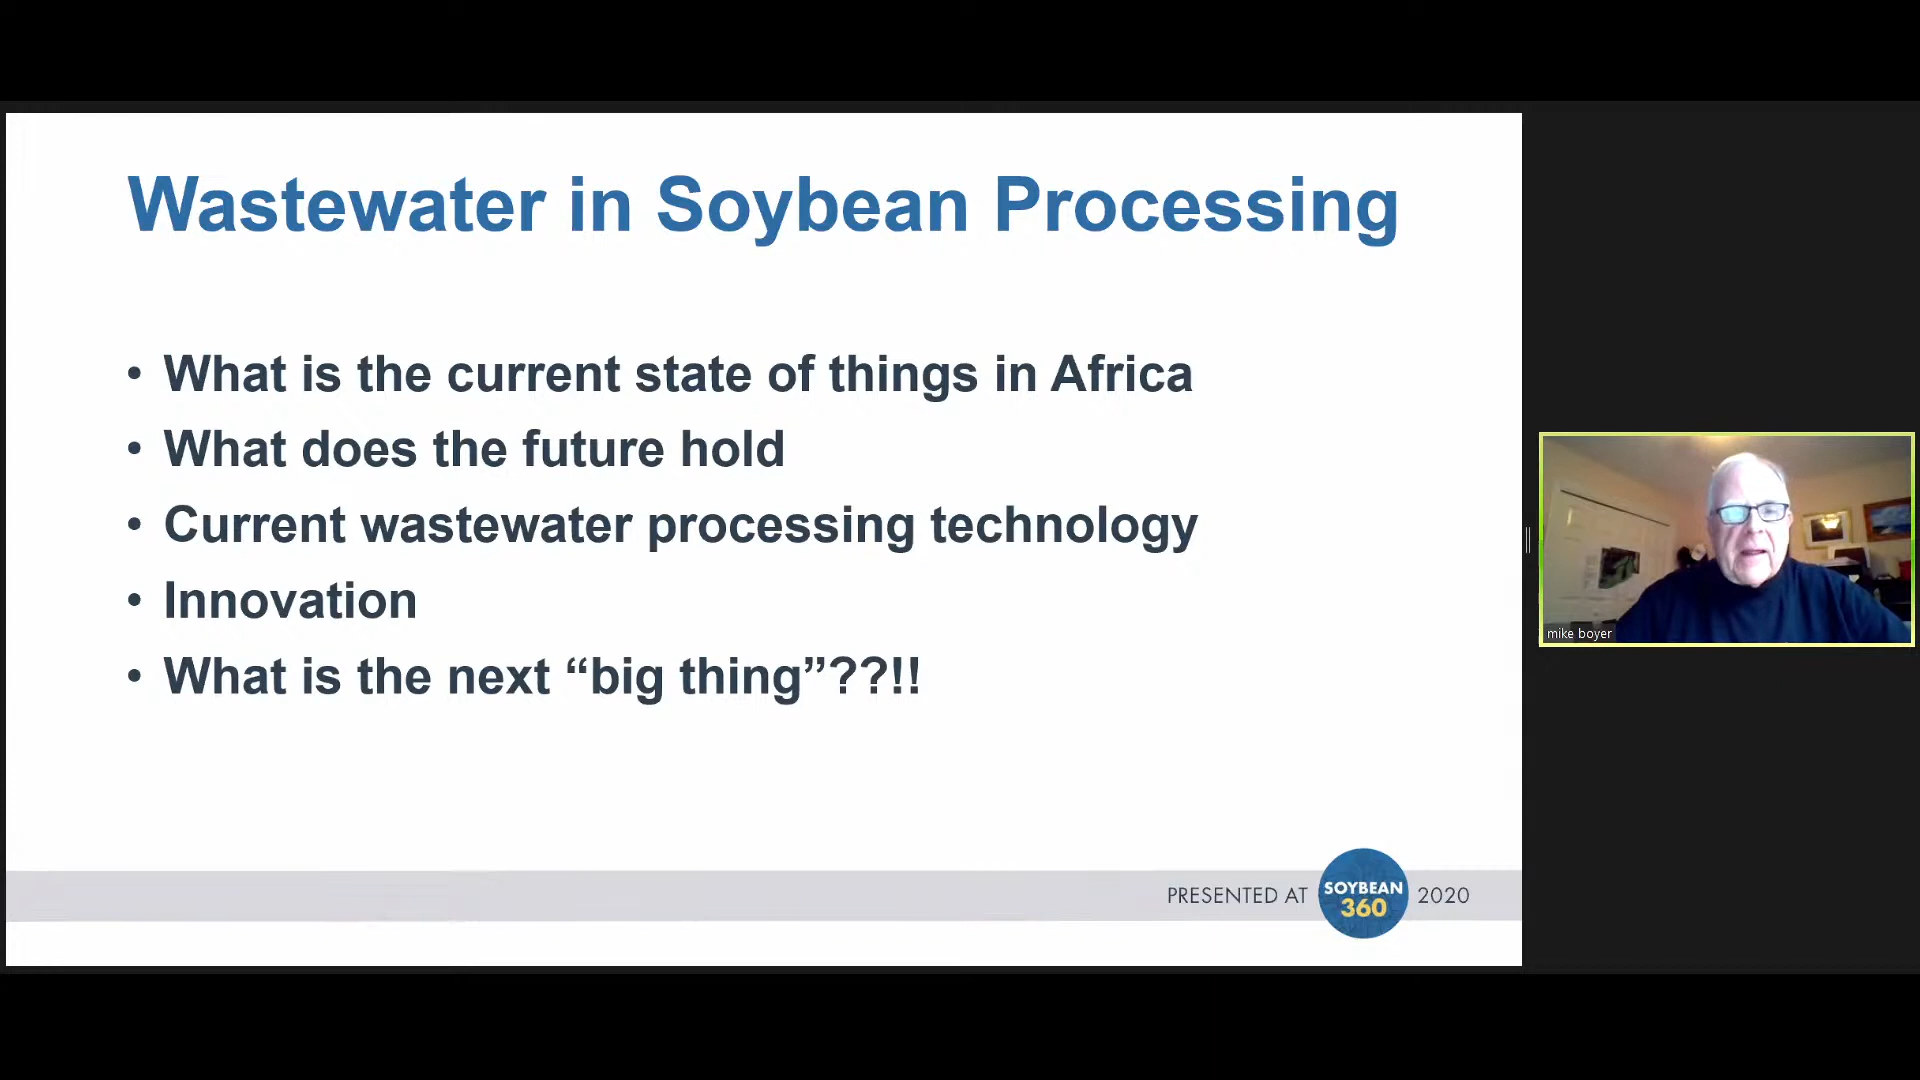 Wastewater in Soybean Processing
• What is the current state of things in Africa
• What does the future hold
• Current wastewater processing technology
• Innovation
• What is the next “big thing”??!!
mike boyer
PRESENTED AT SOYBEAN 360 2020